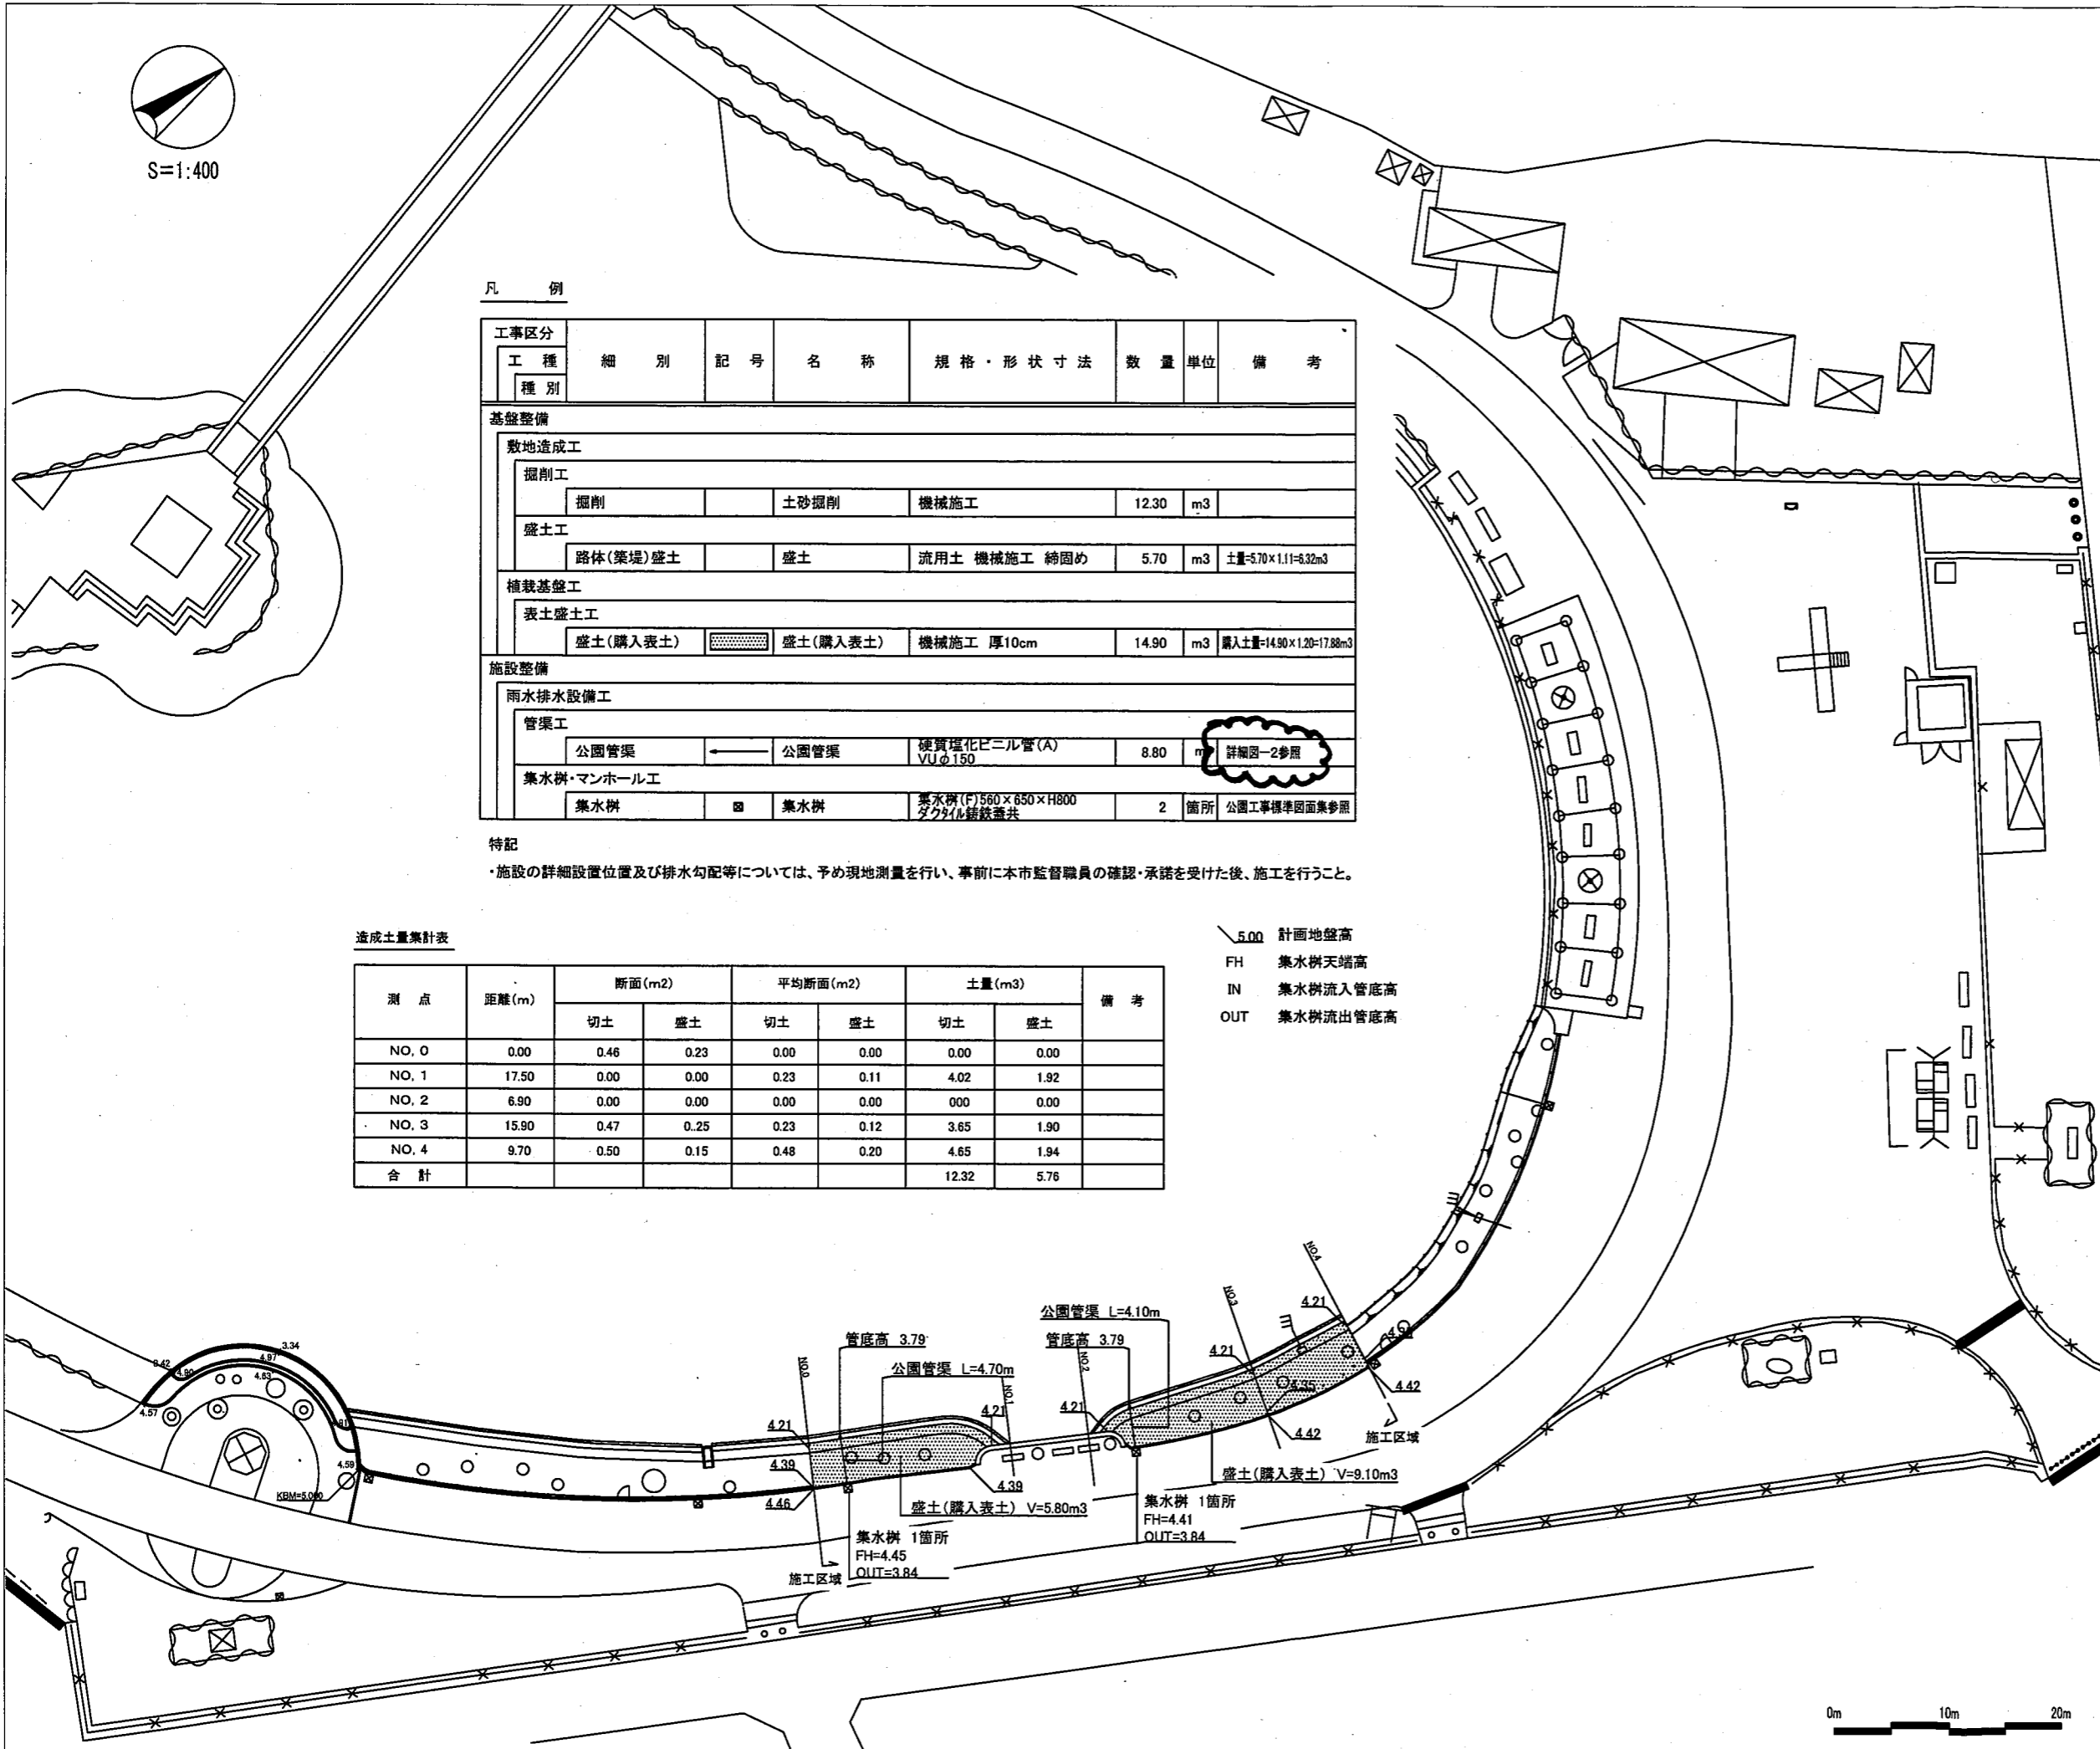 S=1:400
凡 例
工事区分 工種 種別 細別 記号 名称 規格・形状寸法 数量 単位 備考
基盤整備
敷地造成工
掘削工
掘削 土砂掘削 機械施工 12.30 m3
盛土工
路体(築堤)盛土 盛土 流用土 機械施工 締固め 5.70 m3 土量=5.70×1.11=6.32m3
植栽基盤工
表土盛土工
盛土(購入表土) 盛土(購入表土) 機械施工 厚10cm 14.90 m3 購入土量=14.90×1.20=17.88m3
施設整備
雨水排水設備工
管渠工
公園管渠 公園管渠 硬質塩化ビニル管(A) VUφ150 8.80 m 詳細図-2参照
集水桝・マンホール工
集水桝 集水桝 集水桝(F)560×650×H800 ダクタイル鋳鉄蓋共 2 箇所 公園工事標準図面集参照
特記
・施設の詳細設置位置及び排水勾配等については、予め現地測量を行い、事前に本市監督職員の確認・承諾を受けた後、施工を行うこと。
造成土量集計表
測点 距離(m) 断面(m2) 平均断面(m2) 土量(m3) 備考
切土 盛土 切土 盛土 切土 盛土
NO, 0 0.00 0.46 0.23 0.00 0.00 0.00 0.00
NO, 1 17.50 0.00 0.00 0.23 0.11 4.02 1.92
NO, 2 6.90 0.00 0.00 0.00 0.00 000 0.00
NO, 3 15.90 0.47 0.25 0.23 0.12 3.65 1.90
NO, 4 9.70 0.50 0.15 0.48 0.20 4.65 1.94
合計 12.32 5.76
5.00 計画地盤高
FH 集水桝天端高
IN 集水桝流入管底高
OUT 集水桝流出管底高
NO.4
NO.3
4.21
公園管渠 L=4.10m
管底高 3.79
管底高 3.79
NO.2
4.21
公園管渠 L=4.70m
NO.0
NO.1
3.34
4.97
4.63
4.57
4.21
4.21
4.21
4.42
4.42
施工区域
4.39
4.39
4.46
4.59
KBM=5.000
盛土(購入表土) V=9.10m3
盛土(購入表土) V=5.80m3
集水桝 1箇所
FH=4.41
OUT=3.84
集水桝 1箇所
FH=4.45
OUT=3.84
施工区域
0m 10m 20m